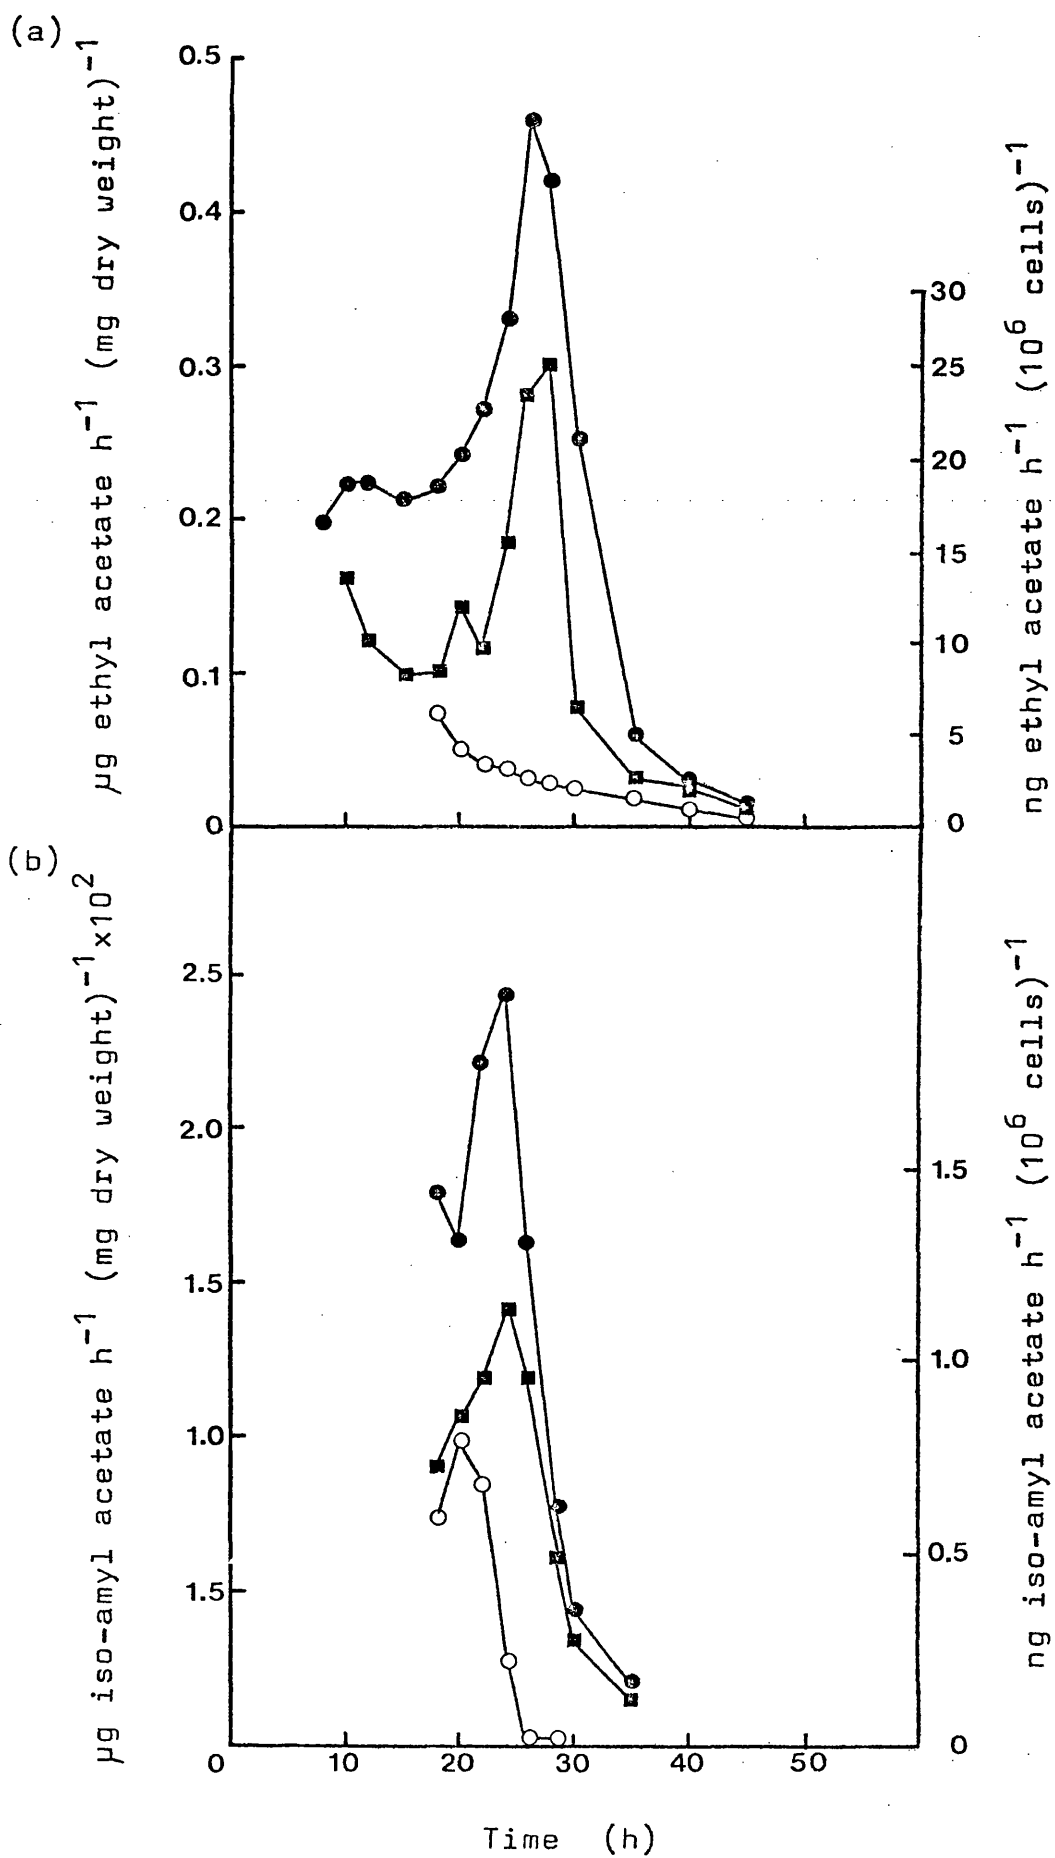 (a)
µg ethyl acetate h⁻¹ (mg dry weight)⁻¹
0.5
0.4
0.3
0.2
0.1
0
30
25
20
15
10
5
0
ng ethyl acetate h⁻¹ (10⁶ cells)⁻¹
(b)
µg iso-amyl acetate h⁻¹ (mg dry weight)⁻¹x10²
2.5
2.0
1.5
1.0
1.5
1.5
1.0
0.5
0
ng iso-amyl acetate h⁻¹ (10⁶ cells)⁻¹
0 10 20 30 40 50
Time (h)